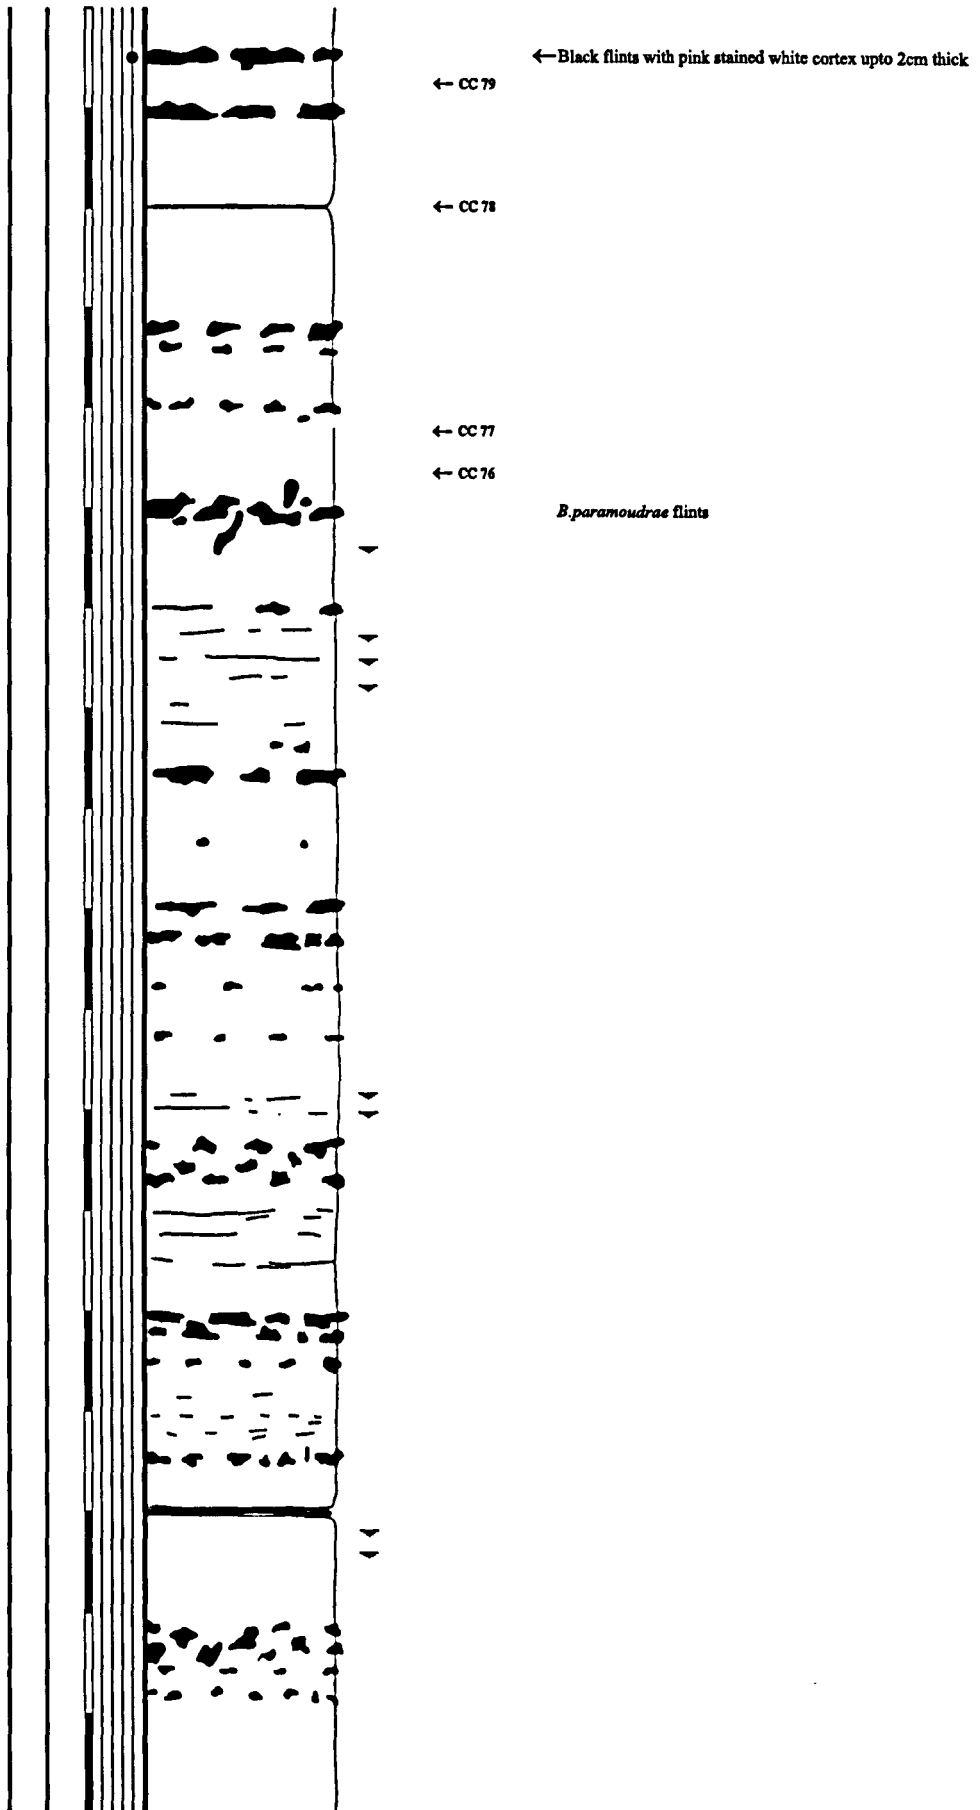 ←Black flints with pink stained white cortex upto 2cm thick
← CC 79
← CC 78
← CC 77
← CC 76
B.paramoudrae flints